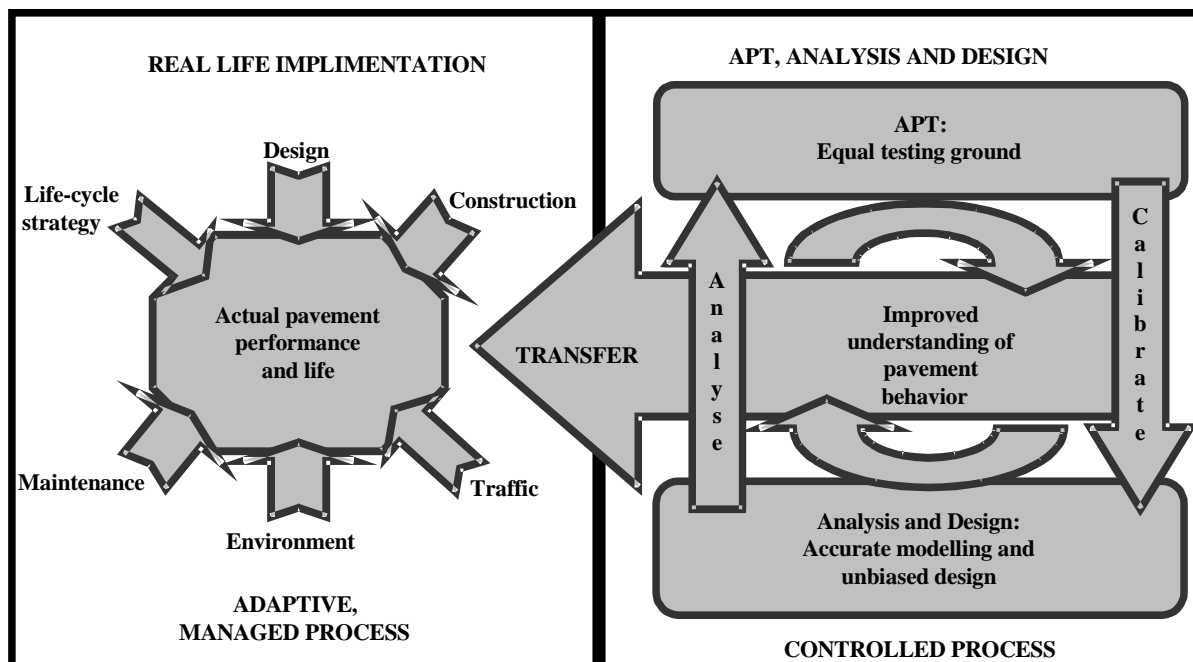 REAL LIFE IMPLIMENTATION
Design
Life-cycle
strategy
Construction
Actual pavement
performance
and life
Maintenance
Traffic
Environment
ADAPTIVE,
MANAGED PROCESS
APT, ANALYSIS AND DESIGN
APT:
Equal testing ground
TRANSFER
Analyse
Improved
understanding of
pavement
behavior
Calibrate
Analysis and Design:
Accurate modelling and
unbiased design
CONTROLLED PROCESS